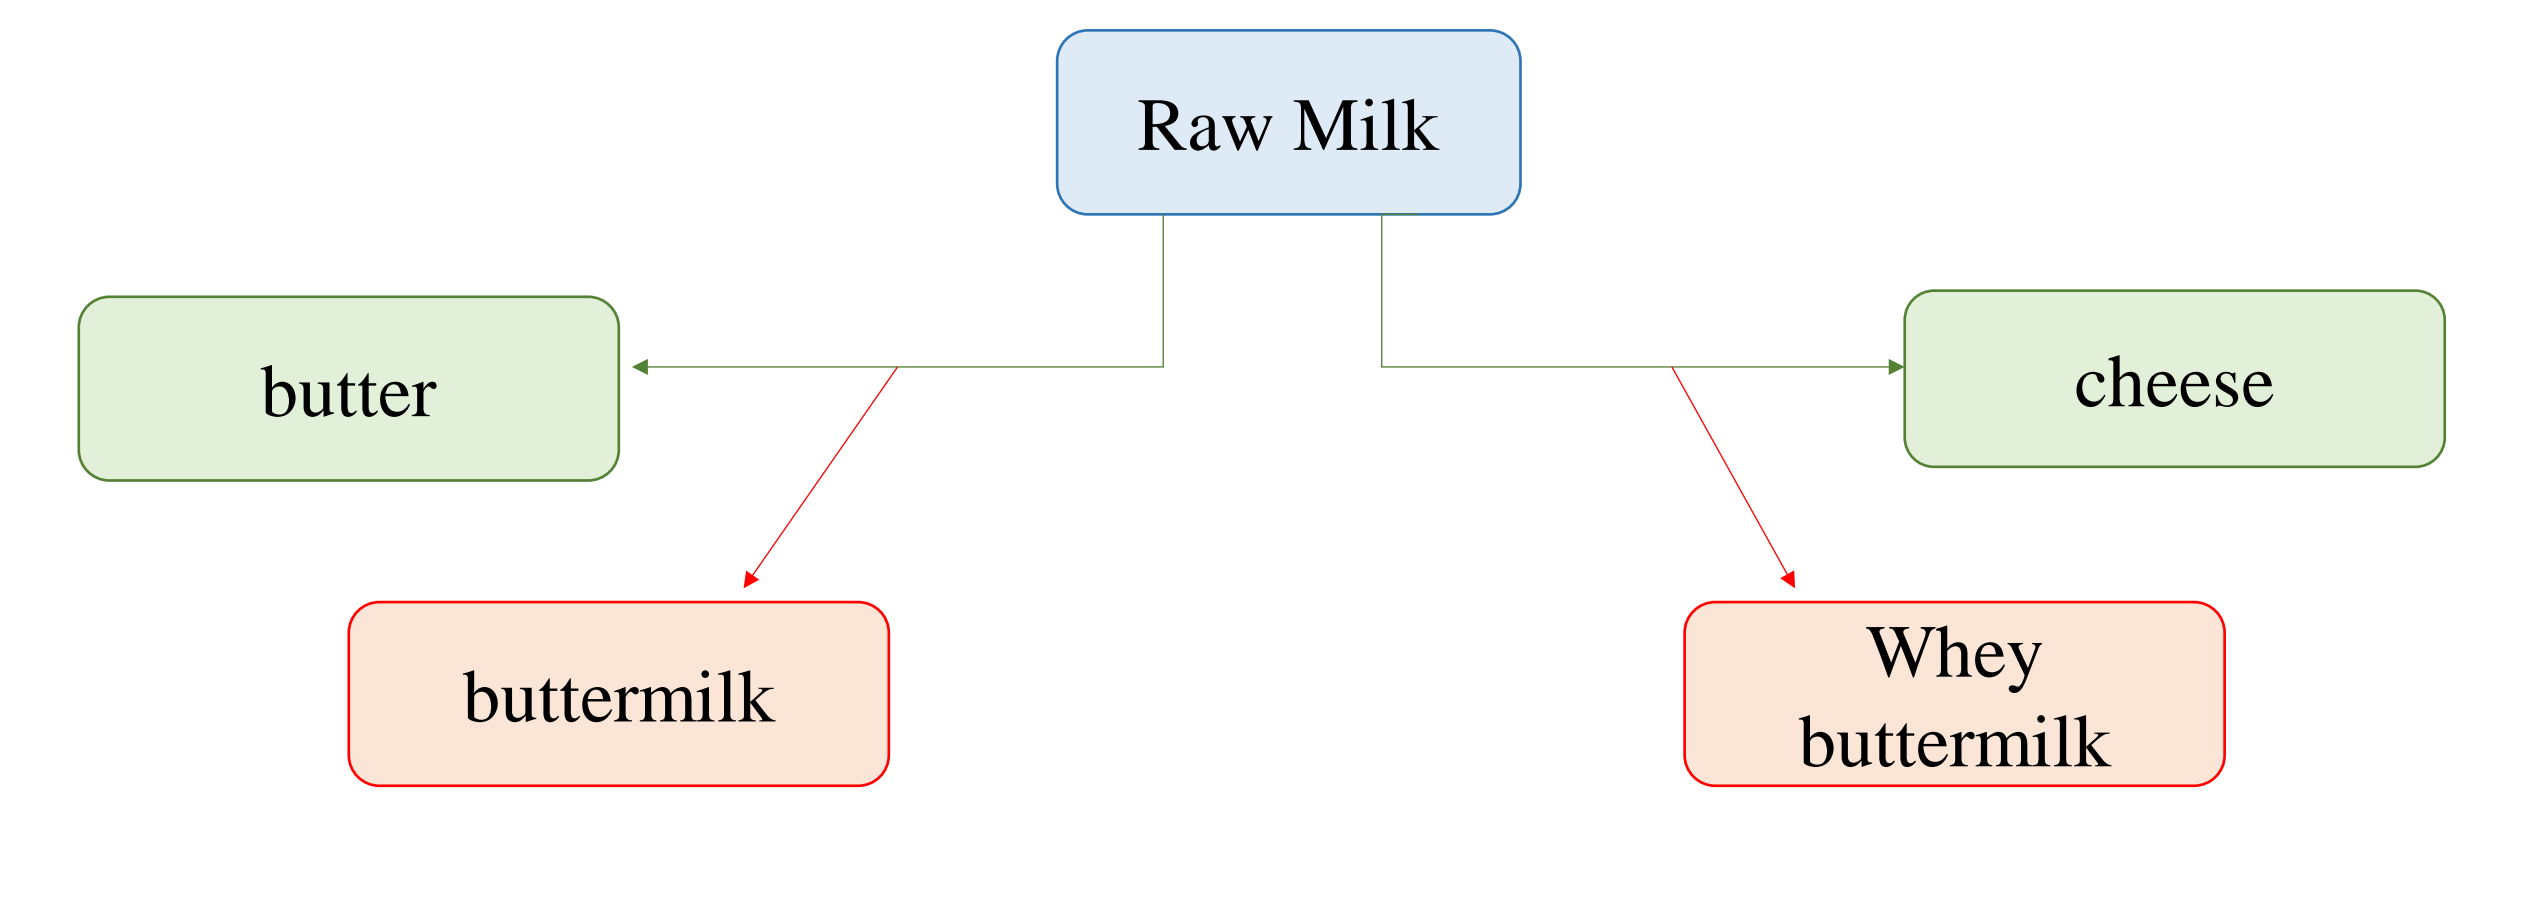 Raw Milk
butter
cheese
buttermilk
Whey
buttermilk